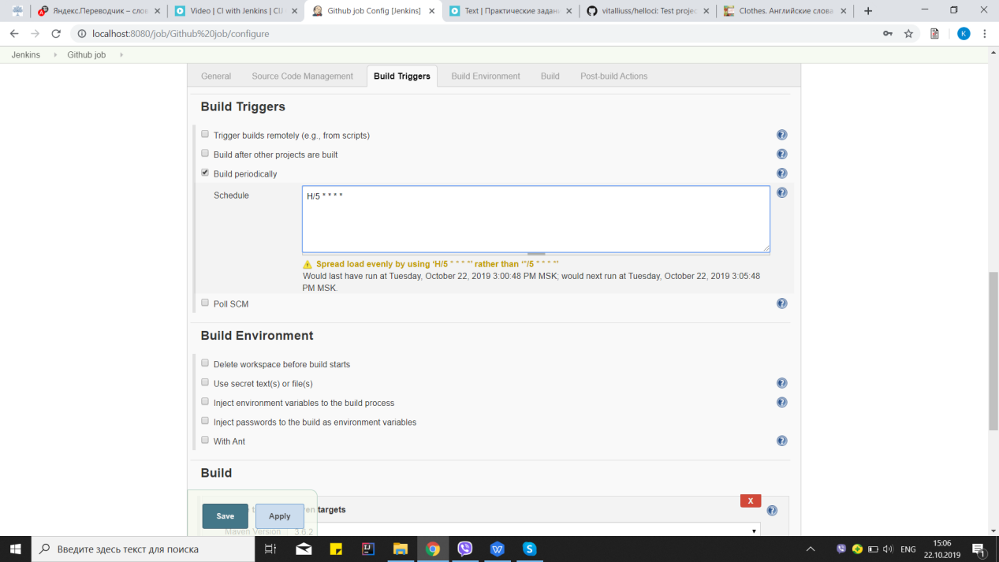 Яндекс.Переводчик – слов
Video | CI with Jenkins | CU
Github job Config [Jenkins]
Text | Практические задани
vitalliuss/helloci: Test projec
Clothes. Английские слова
localhost:8080/job/Github%20job/configure
K
Jenkins
Github job
General
Source Code Management
Build Triggers
Build Environment
Build
Post-build Actions
Build Triggers
Trigger builds remotely (e.g., from scripts)
Build after other projects are built
Build periodically
Schedule
H/5 * * * *
Spread load evenly by using ‘H/5 * * * *’ rather than ‘*/5 * * * *’
Would last have run at Tuesday, October 22, 2019 3:00:48 PM MSK; would next run at Tuesday, October 22, 2019 3:05:48
PM MSK.
Poll SCM
Build Environment
Delete workspace before build starts
Use secret text(s) or file(s)
Inject environment variables to the build process
Inject passwords to the build as environment variables
With Ant
Build
X
targets
Save
Apply
Maven Version
3.6.2
Введите здесь текст для поиска
ENG
15:06
22.10.2019
1